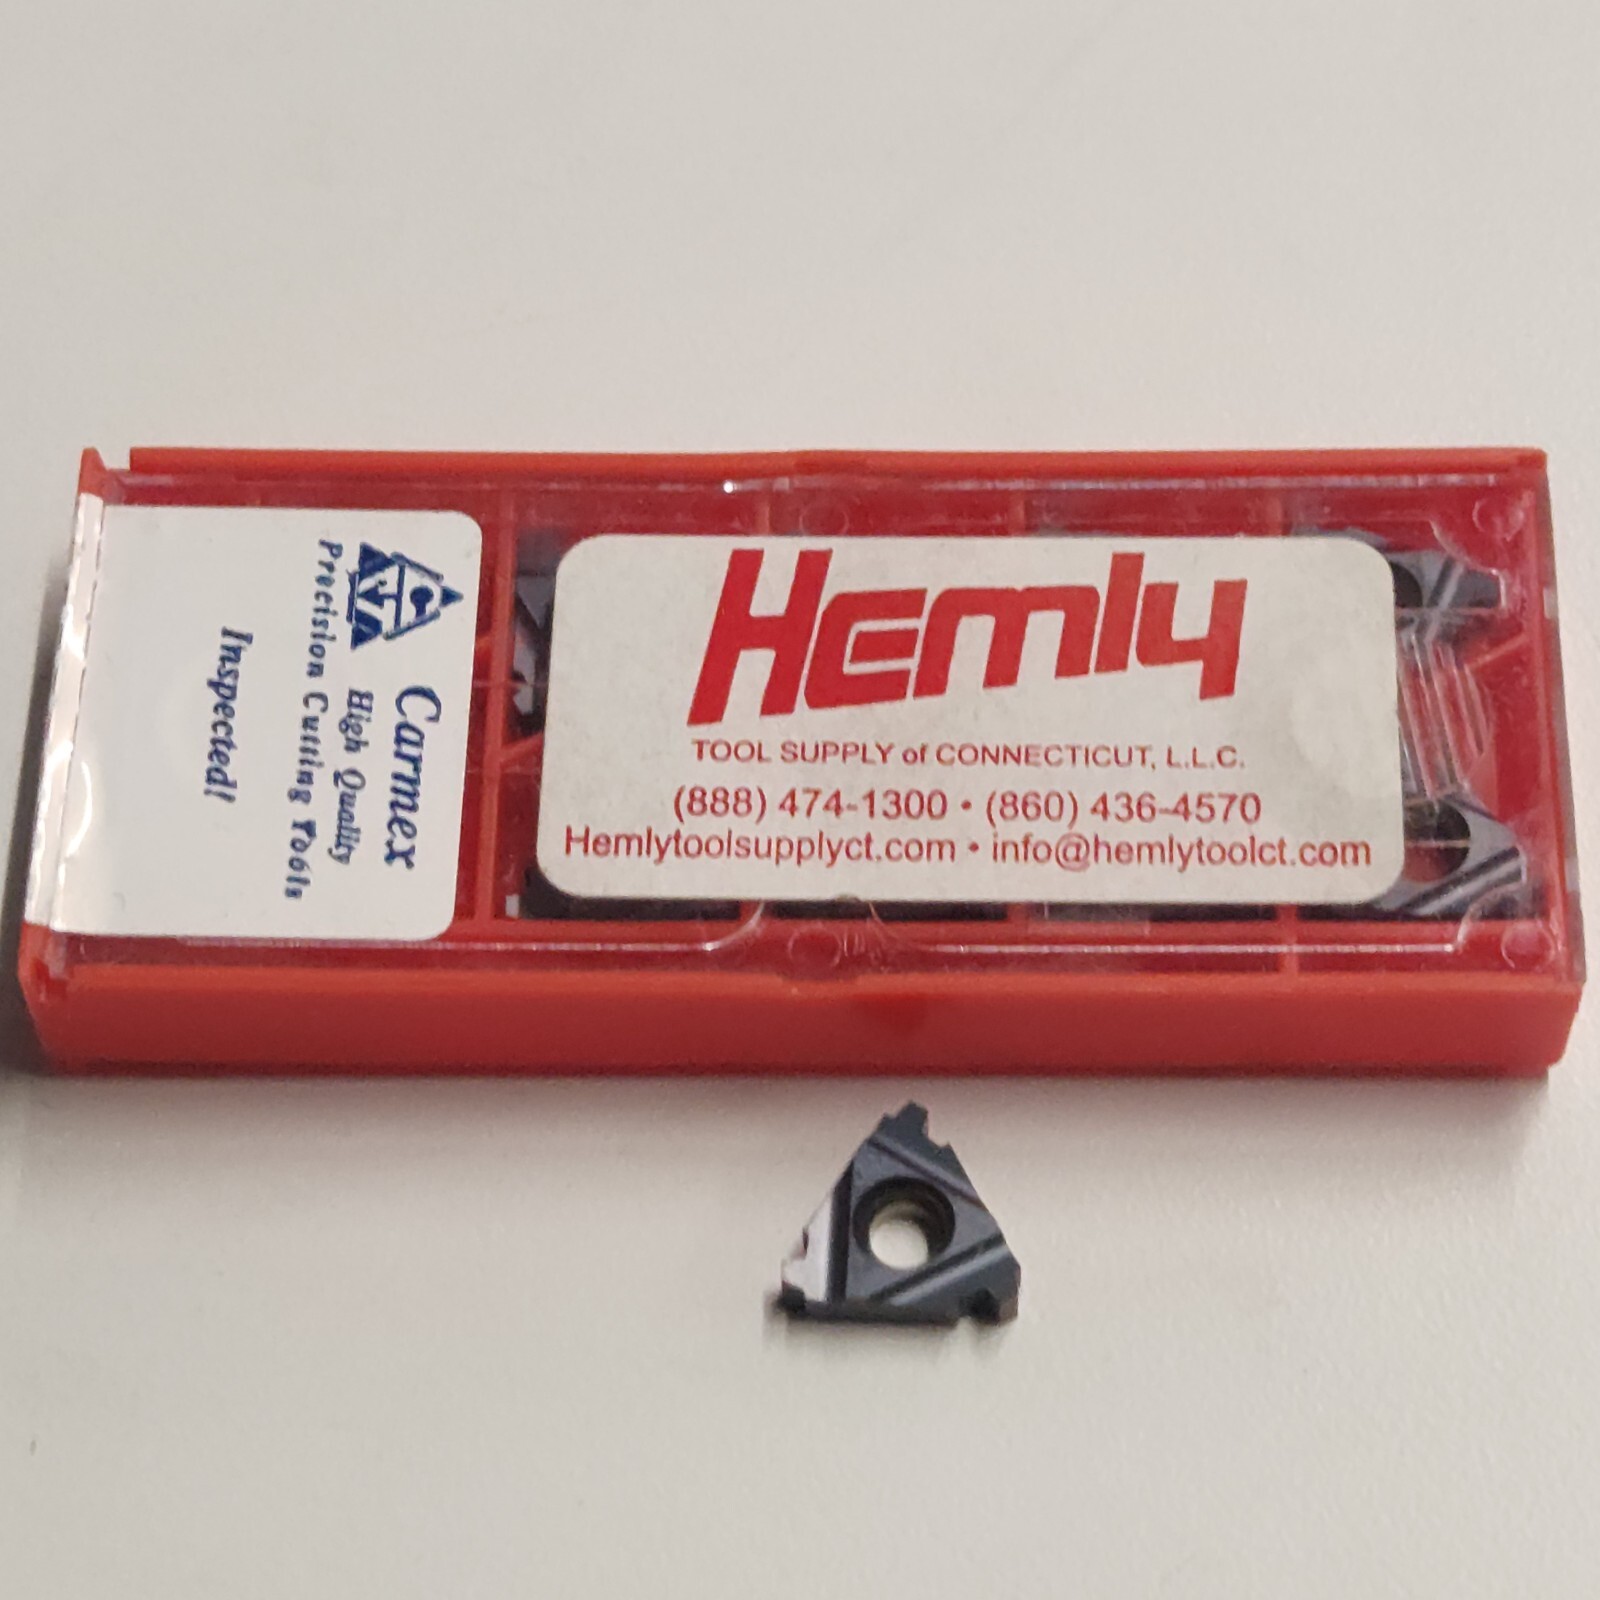 Carmex
High Quality
Precision Cutting Tools
Inspected!
Hemly
TOOL SUPPLY of CONNECTICUT, L.L.C.
(888) 474-1300 • (860) 436-4570
Hemlytoolsupplyct.com • info@hemlytoolct.com